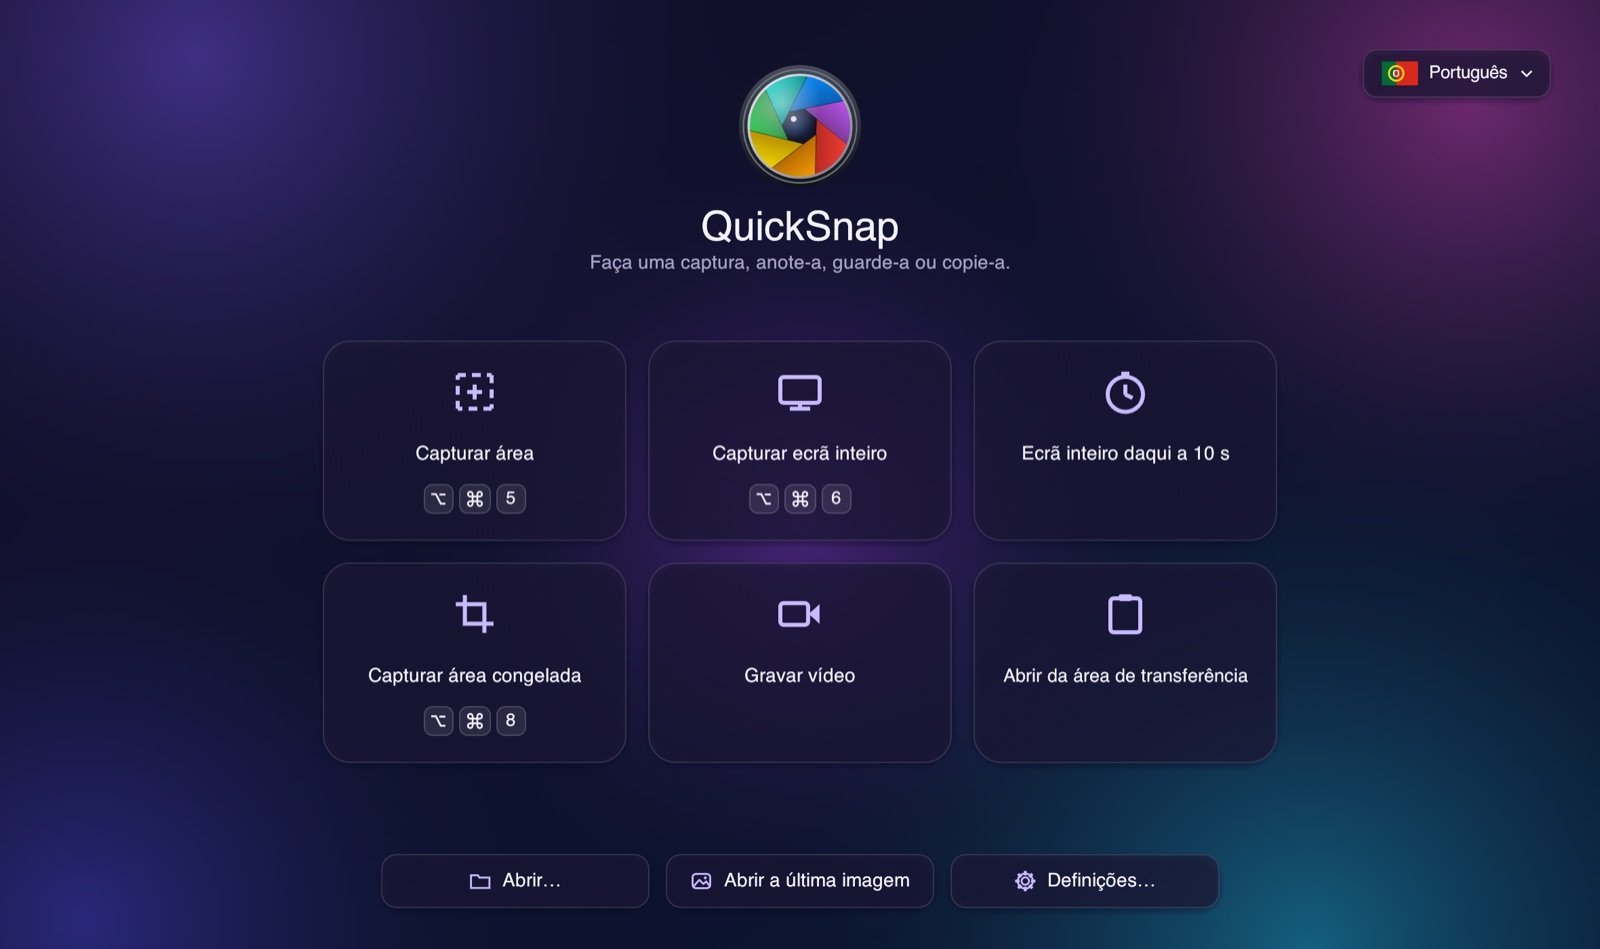 Português
QuickSnap
Faça uma captura, anote-a, guarde-a ou copie-a.
Capturar área
⌥ ⌘ 5
Capturar ecrã inteiro
⌥ ⌘ 6
Ecrã inteiro daqui a 10 s
Capturar área congelada
⌥ ⌘ 8
Gravar vídeo
Abrir da área de transferência
Abrir…
Abrir a última imagem
Definições…